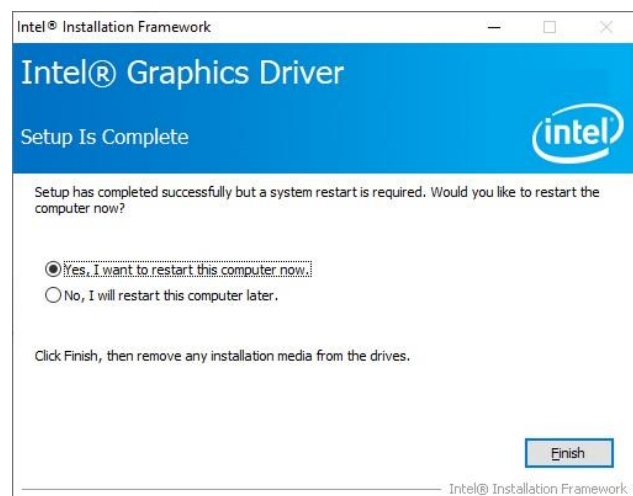 Intel® Installation Framework
Intel® Graphics Driver
Setup Is Complete
intel
Setup has completed successfully but a system restart is required. Would you like to restart the
computer now?
Yes, I want to restart this computer now.
No, I will restart this computer later.
Click Finish, then remove any installation media from the drives.
Finish
Intel® Installation Framework